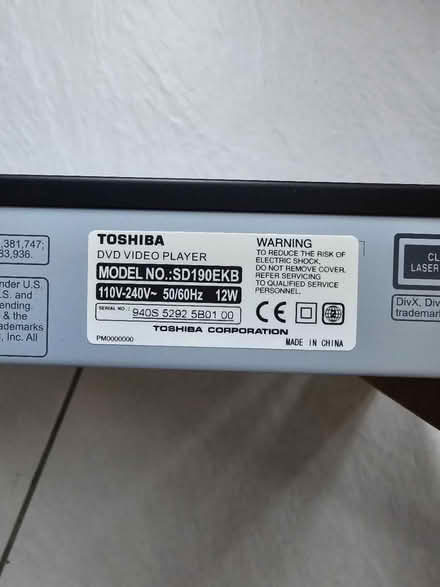 ,381,747;
83,936.
nder U.S
.S. and
ending
& the
ademarks
, Inc. All
TOSHIBA
DVD VIDEO PLAYER
MODEL NO.:SD190EKB
110V-240V~ 50/60Hz 12W
SERIAL NO.:
940S 5292 5B01 00
TOSHIBA CORPORATION
PM0000000
WARNING
TO REDUCE THE RISK OF
ELECTRIC SHOCK,
DO NOT REMOVE COVER.
REFER SERVICING
TO QUALIFIED SERVICE
PERSONNEL.
CE
MADE IN CHINA
CL
LASER
DivX, Div
trademar